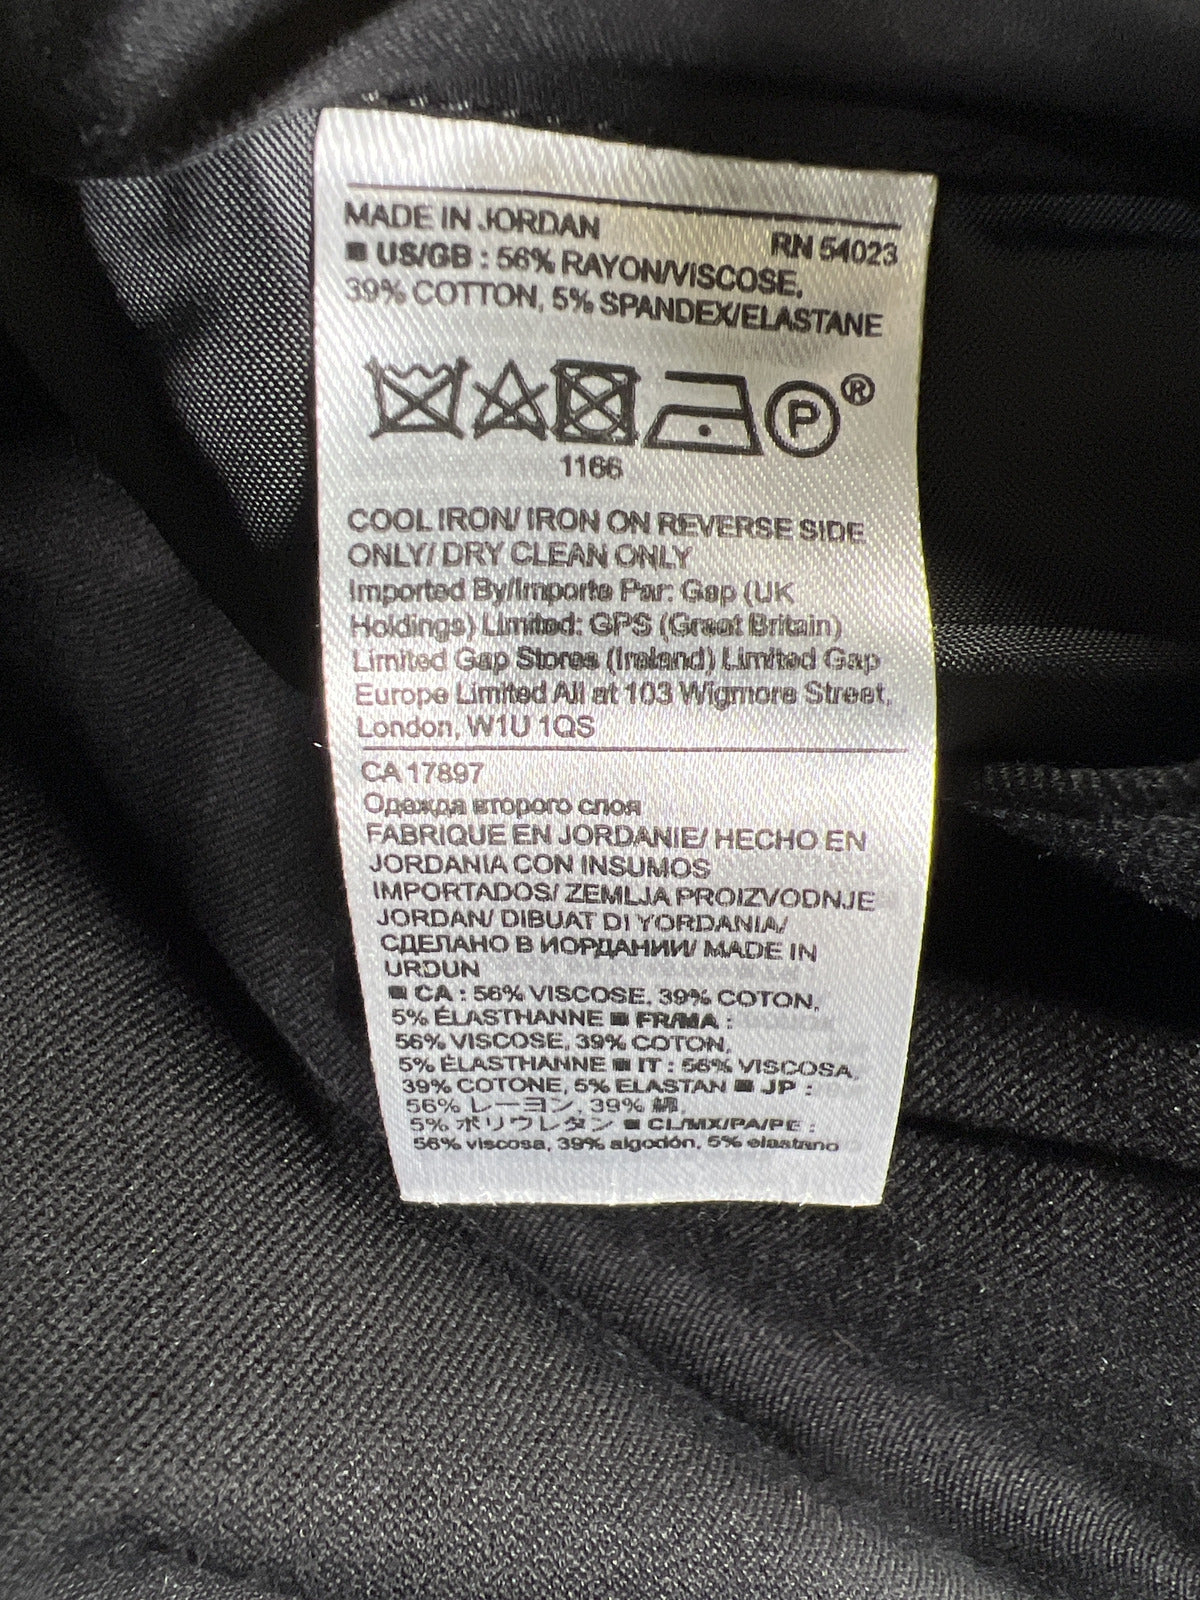 MADE IN JORDAN
RN 54023
■ US/GB : 56% RAYON/VISCOSE,
39% COTTON, 5% SPANDEX/ELASTANE
P ®
1166
COOL IRON/ IRON ON REVERSE SIDE
ONLY/ DRY CLEAN ONLY
Imported By/Importe Par: Gap (UK
Holdings) Limited: GPS (Great Britain)
Limited Gap Stores (Ireland) Limited Gap
Europe Limited All at 103 Wigmore Street,
London, W1U 1QS
CA 17897
Одежда второго слоя
FABRIQUE EN JORDANIE/ HECHO EN
JORDANIA CON INSUMOS
IMPORTADOS/ ZEMLJA PROIZVODNJE
JORDAN/ DIBUAT DI YORDANIA/
СДЕЛАНО В ИОРДАНИИ/ MADE IN
URDUN
■ CA : 56% VISCOSE, 39% COTON,
5% ÉLASTHANNE ■ FR/MA :
56% VISCOSE, 39% COTON,
5% ÉLASTHANNE ■ IT : 56% VISCOSA,
39% COTONE, 5% ELASTAN ■ JP :
56% レーヨン, 39% 綿,
5% ポリウレタン ■ CL/MX/PA/PE :
56% viscosa, 39% algodón, 5% elastano